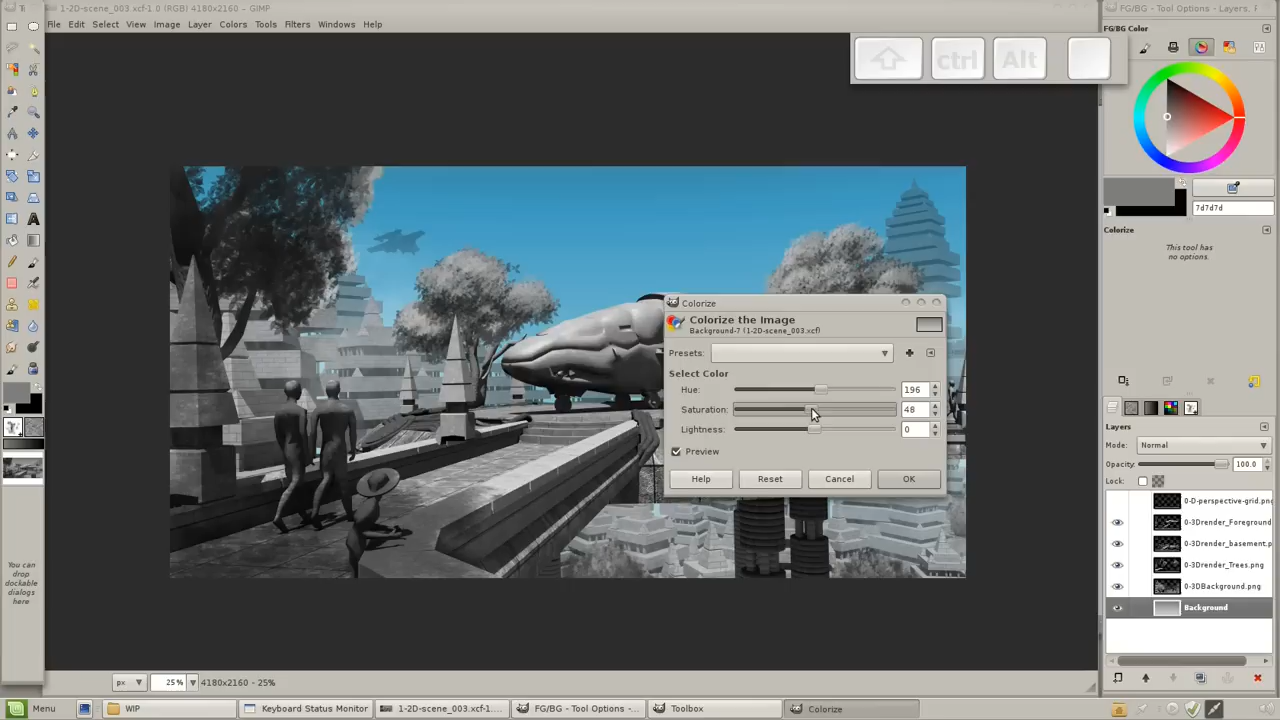 1-2D-scene_003.xcf-1.0 (RGB) 4180x2160 – GIMP
FG/BG - Tool Options - Layers,
File Edit Select View Image Layer Colors Tools Filters Windows Help
FG/BG Color
ctrl Alt
7d7d7d
Colorize
This tool has
no options.
Colorize
Colorize the Image
Background-7 (1-2D-scene_003.xcf)
Presets:
Select Color
Hue: 196
Saturation: 48
Lightness: 0
Preview
Help Reset Cancel OK
Layers
Mode: Normal
Opacity: 100.0
Lock:
0-D-perspective-grid.pn
0-3Drender_Foreground
0-3Drender_basement.p
0-3Drender_Trees.png
0-3DBackground.png
Background
You can
drop
dockable
dialogs
here
px 25% 4180x2160 - 25%
Menu WIP Keyboard Status Monitor 1-2D-scene_003.xcf-1.... FG/BG - Tool Options -... Toolbox Colorize